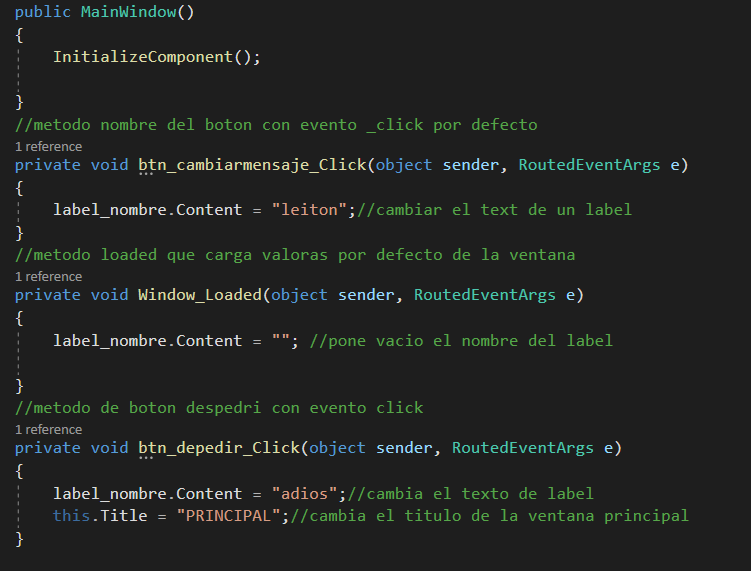 public MainWindow()
{
InitializeComponent();
}
//metodo nombre del boton con evento _click por defecto
1 reference
private void btn_cambiarmensaje_Click(object sender, RoutedEventArgs e)
{
label_nombre.Content = "leiton";//cambiar el text de un label
}
//metodo loaded que carga valoras por defecto de la ventana
1 reference
private void Window_Loaded(object sender, RoutedEventArgs e)
{
label_nombre.Content = ""; //pone vacio el nombre del label
}
//metodo de boton despedri con evento click
1 reference
private void btn_depedir_Click(object sender, RoutedEventArgs e)
{
label_nombre.Content = "adios";//cambia el texto de label
this.Title = "PRINCIPAL";//cambia el titulo de la ventana principal
}